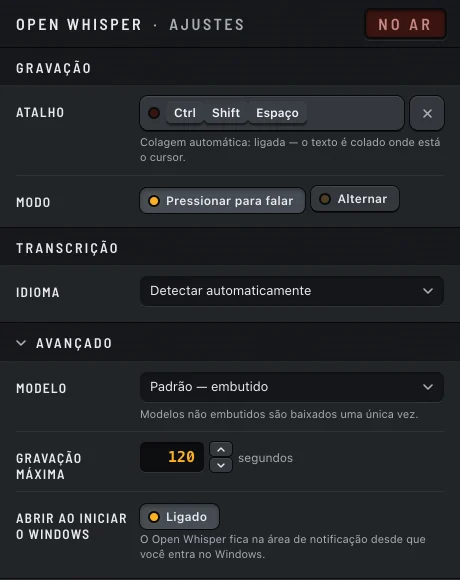 OPEN WHISPER · AJUSTES
NO AR
GRAVAÇÃO
ATALHO
Ctrl Shift Espaço
×
Colagem automática: ligada — o texto é colado onde está
o cursor.
MODO
Pressionar para falar
Alternar
TRANSCRIÇÃO
IDIOMA
Detectar automaticamente
AVANÇADO
MODELO
Padrão — embutido
Modelos não embutidos são baixados uma única vez.
GRAVAÇÃO
MÁXIMA
120
segundos
ABRIR AO INICIAR
O WINDOWS
Ligado
O Open Whisper fica na área de notificação desde que
você entra no Windows.